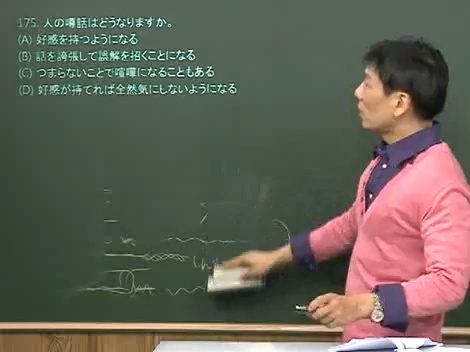 175. 人の噂話はどうなりますか。
(A) 好感を持つようになる
(B) 話を誇張して誤解を招くことになる
(C) つまらないことで喧嘩になることもある
(D) 好感が持てれば全然気にしないようになる